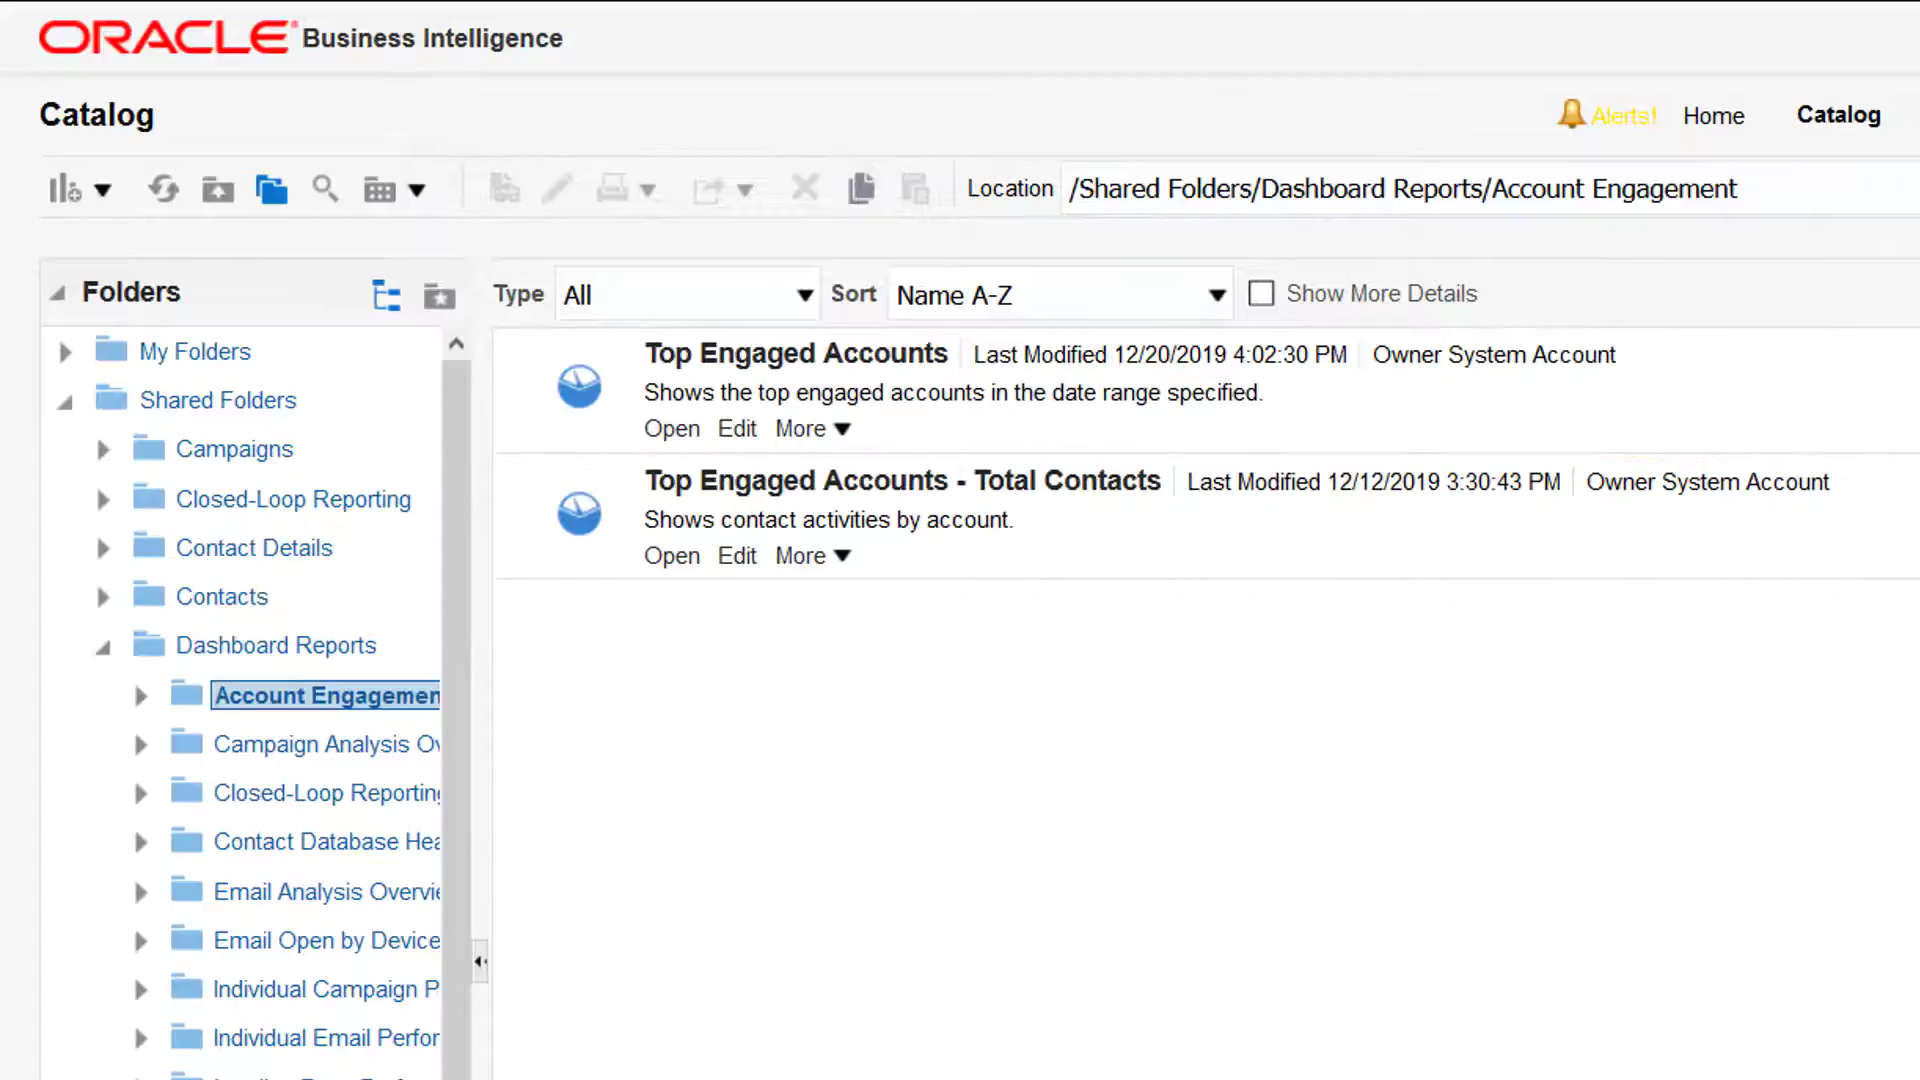 ORACLE Business Intelligence
Catalog
Alerts! Home Catalog
Location /Shared Folders/Dashboard Reports/Account Engagement
Folders
Type All Sort Name A-Z Show More Details
My Folders
Shared Folders
Campaigns
Closed-Loop Reporting
Contact Details
Contacts
Dashboard Reports
Account Engagemen
Campaign Analysis Ov
Closed-Loop Reporting
Contact Database Hea
Email Analysis Overvie
Email Open by Device
Individual Campaign P
Individual Email Perfor
Top Engaged Accounts Last Modified 12/20/2019 4:02:30 PM Owner System Account
Shows the top engaged accounts in the date range specified.
Open Edit More
Top Engaged Accounts - Total Contacts Last Modified 12/12/2019 3:30:43 PM Owner System Account
Shows contact activities by account.
Open Edit More